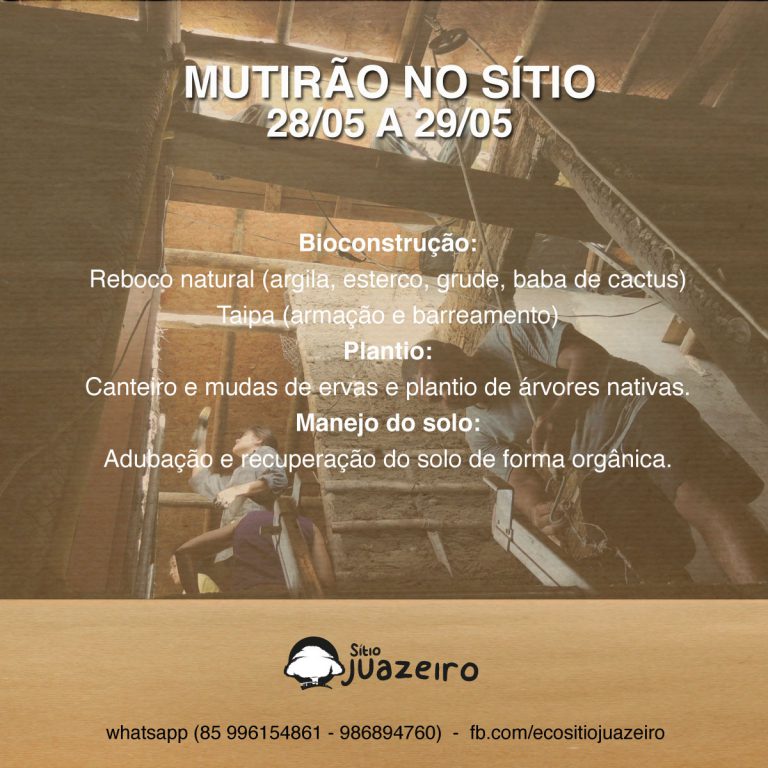 MUTIRÃO NO SÍTIO
28/05 A 29/05
Bioconstrução:
Reboco natural (argila, esterco, grude, baba de cactus)
Taipa (armação e barreamento)
Plantio:
Canteiro e mudas de ervas e plantio de árvores nativas.
Manejo do solo:
Adubação e recuperação do solo de forma orgânica.
Sítio
juazeiro
whatsapp (85 996154861 - 986894760) - fb.com/ecositiojuazeiro